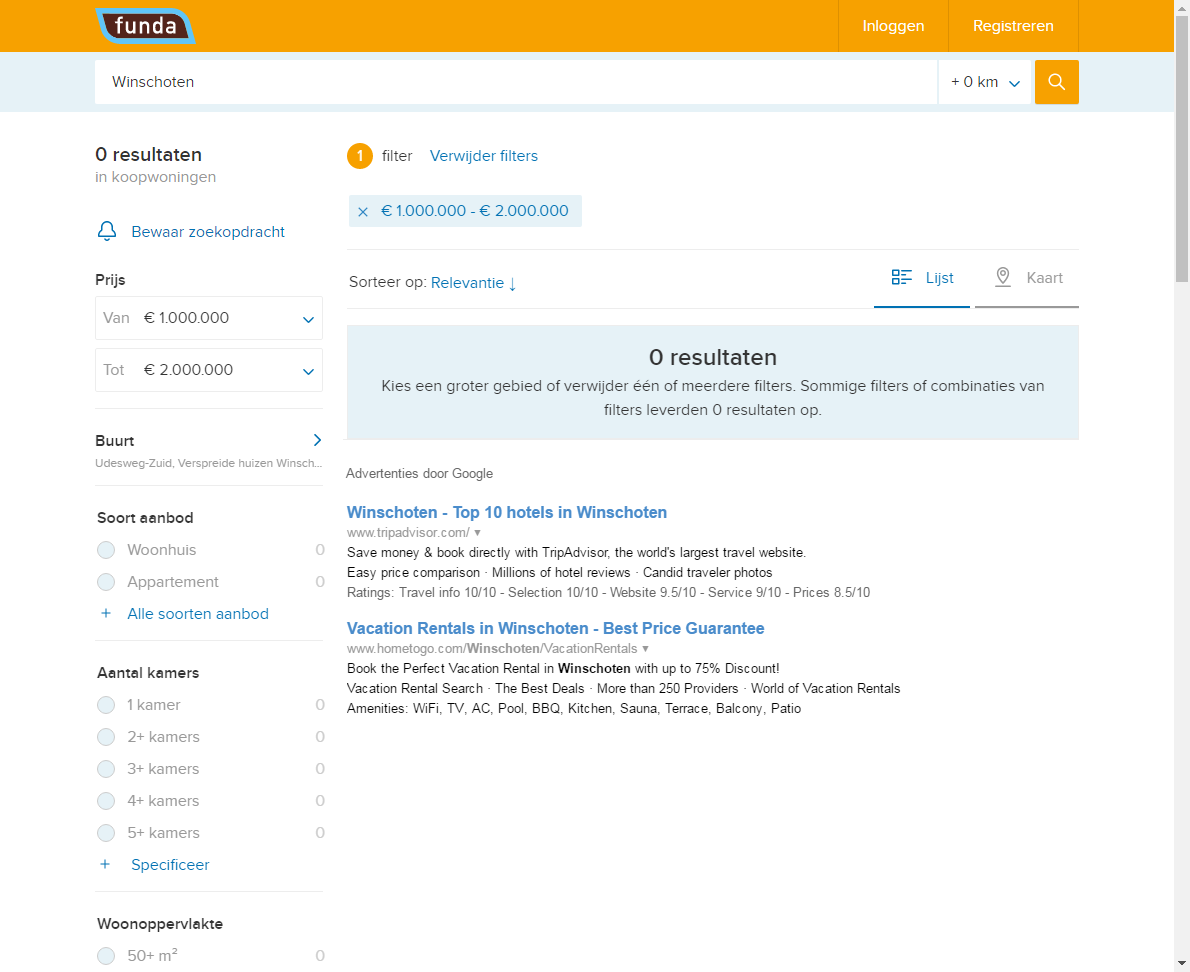 funda
Inloggen
Registreren
Winschoten
+ 0 km
0 resultaten
in koopwoningen
Bewaar zoekopdracht
Prijs
Van € 1.000.000
Tot € 2.000.000
Buurt
Udesweg-Zuid, Verspreide huizen Winsch...
Soort aanbod
Woonhuis 0
Appartement 0
+ Alle soorten aanbod
Aantal kamers
1 kamer 0
2+ kamers 0
3+ kamers 0
4+ kamers 0
5+ kamers 0
+ Specificeer
Woonoppervlakte
50+ m² 0
1 filter Verwijder filters
× € 1.000.000 - € 2.000.000
Sorteer op: Relevantie ↓
Lijst
Kaart
0 resultaten
Kies een groter gebied of verwijder één of meerdere filters. Sommige filters of combinaties van
filters leverden 0 resultaten op.
Advertenties door Google
Winschoten - Top 10 hotels in Winschoten
www.tripadvisor.com/ ▼
Save money & book directly with TripAdvisor, the world's largest travel website.
Easy price comparison · Millions of hotel reviews · Candid traveler photos
Ratings: Travel info 10/10 - Selection 10/10 - Website 9.5/10 - Service 9/10 - Prices 8.5/10
Vacation Rentals in Winschoten - Best Price Guarantee
www.hometogo.com/Winschoten/VacationRentals ▼
Book the Perfect Vacation Rental in Winschoten with up to 75% Discount!
Vacation Rental Search · The Best Deals · More than 250 Providers · World of Vacation Rentals
Amenities: WiFi, TV, AC, Pool, BBQ, Kitchen, Sauna, Terrace, Balcony, Patio